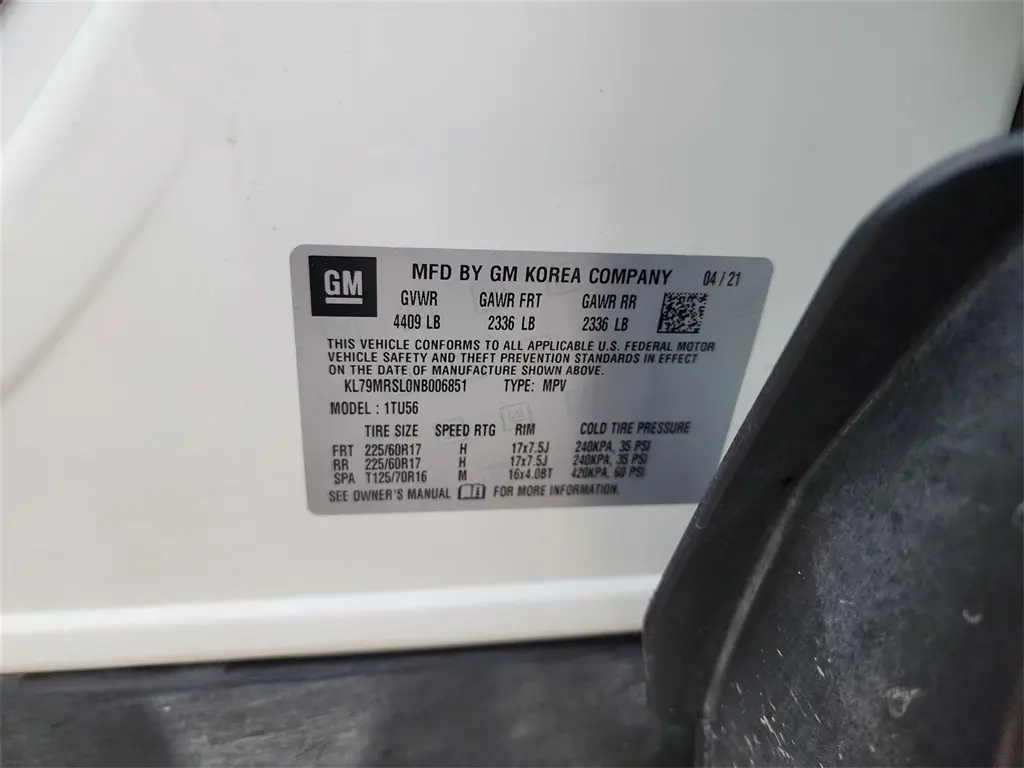 GM MFD BY GM KOREA COMPANY 04 / 21
GVWR GAWR FRT GAWR RR
4409 LB 2336 LB 2336 LB
THIS VEHICLE CONFORMS TO ALL APPLICABLE U.S. FEDERAL MOTOR
VEHICLE SAFETY AND THEFT PREVENTION STANDARDS IN EFFECT
ON THE DATE OF MANUFACTURE SHOWN ABOVE.
KL79MRSL0NB006851 TYPE: MPV
MODEL : 1TU56
TIRE SIZE SPEED RTG RIM COLD TIRE PRESSURE
FRT 225/60R17 H 17x7.5J 240KPA, 35 PSI
RR 225/60R17 H 17x7.5J 240KPA, 35 PSI
SPA T125/70R16 M 16x4.0BT 420KPA, 60 PSI
SEE OWNER'S MANUAL FOR MORE INFORMATION.